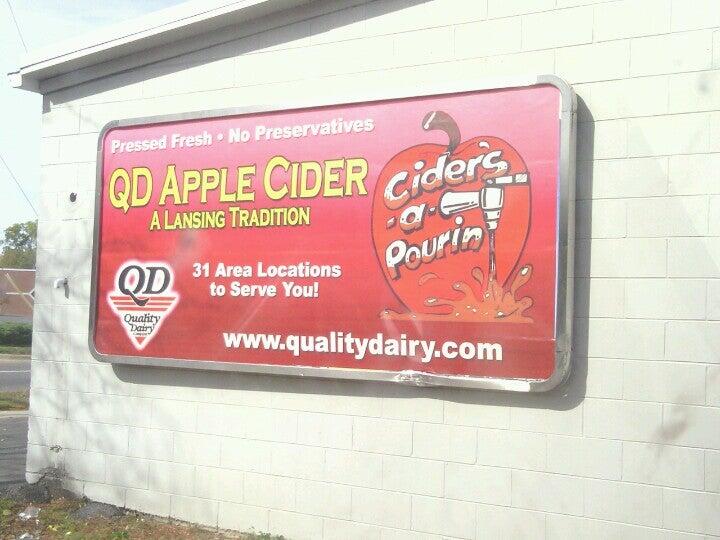 Pressed Fresh • No Preservatives
QD APPLE CIDER
A LANSING TRADITION
Cider's
-a-
Pourin'
31 Area Locations
to Serve You!
QD
Quality
Dairy
www.qualitydairy.com